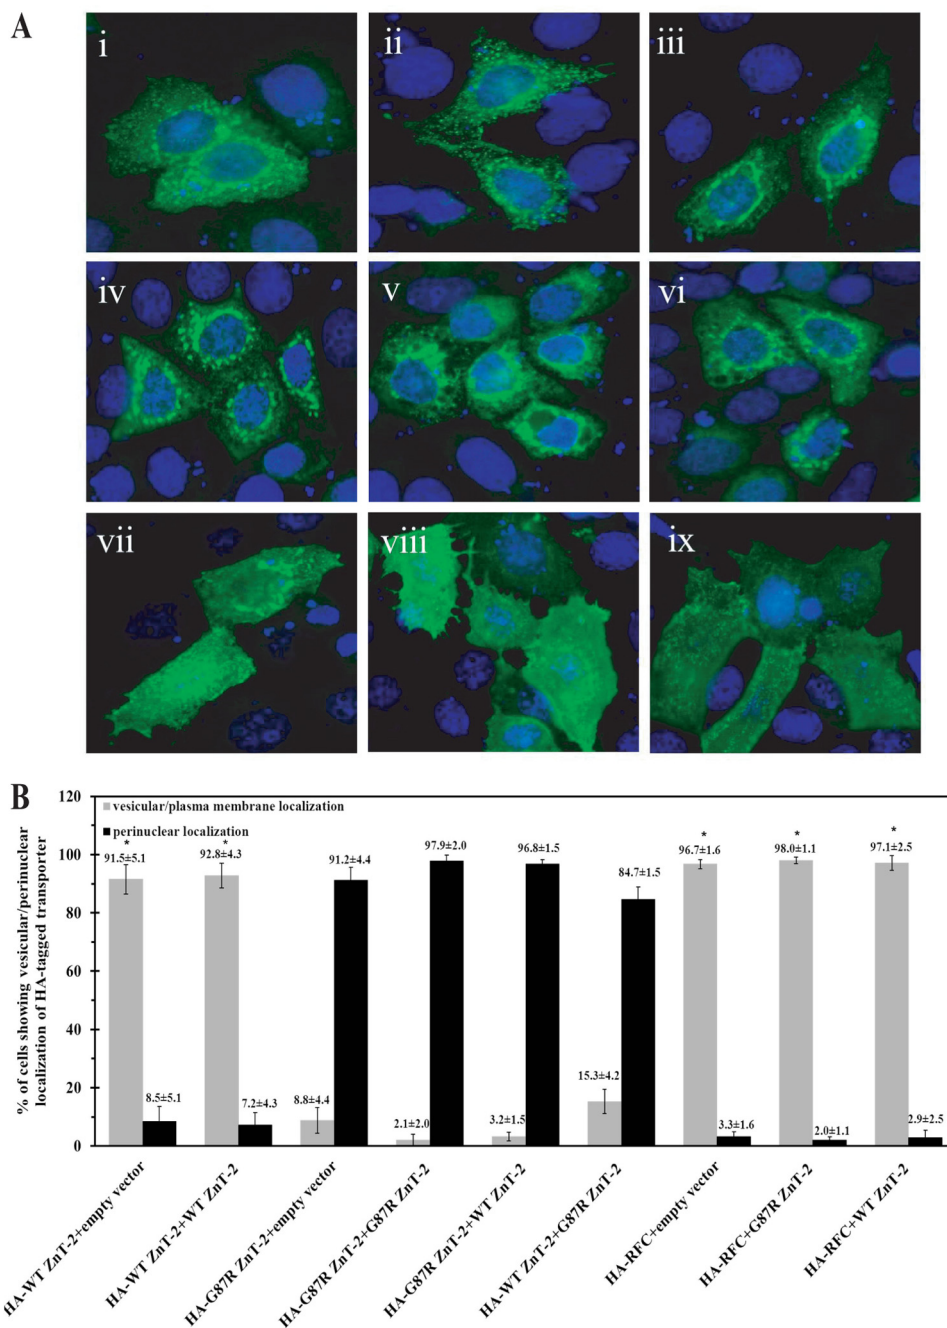 A
i
ii
iii
iv
v
vi
vii
viii
ix
B
% of cells showing vesicular/perinuclear
localization of HA-tagged transporter
120
100
80
60
40
20
0
vesicular/plasma membrane localization
perinuclear localization
*
91.5±5.1
8.5±5.1
*
92.8±4.3
7.2±4.3
8.8±4.4
91.2±4.4
2.1±2.0
97.9±2.0
3.2±1.5
96.8±1.5
15.3±4.2
84.7±1.5
*
96.7±1.6
3.3±1.6
*
98.0±1.1
2.0±1.1
*
97.1±2.5
2.9±2.5
HA-WT ZnT-2+empty vector
HA-WT ZnT-2+WT ZnT-2
HA-G87R ZnT-2+empty vector
HA-G87R ZnT-2+G87R ZnT-2
HA-G87R ZnT-2+WT ZnT-2
HA-WT ZnT-2+G87R ZnT-2
HA-RFC+empty vector
HA-RFC+G87R ZnT-2
HA-RFC+WT ZnT-2